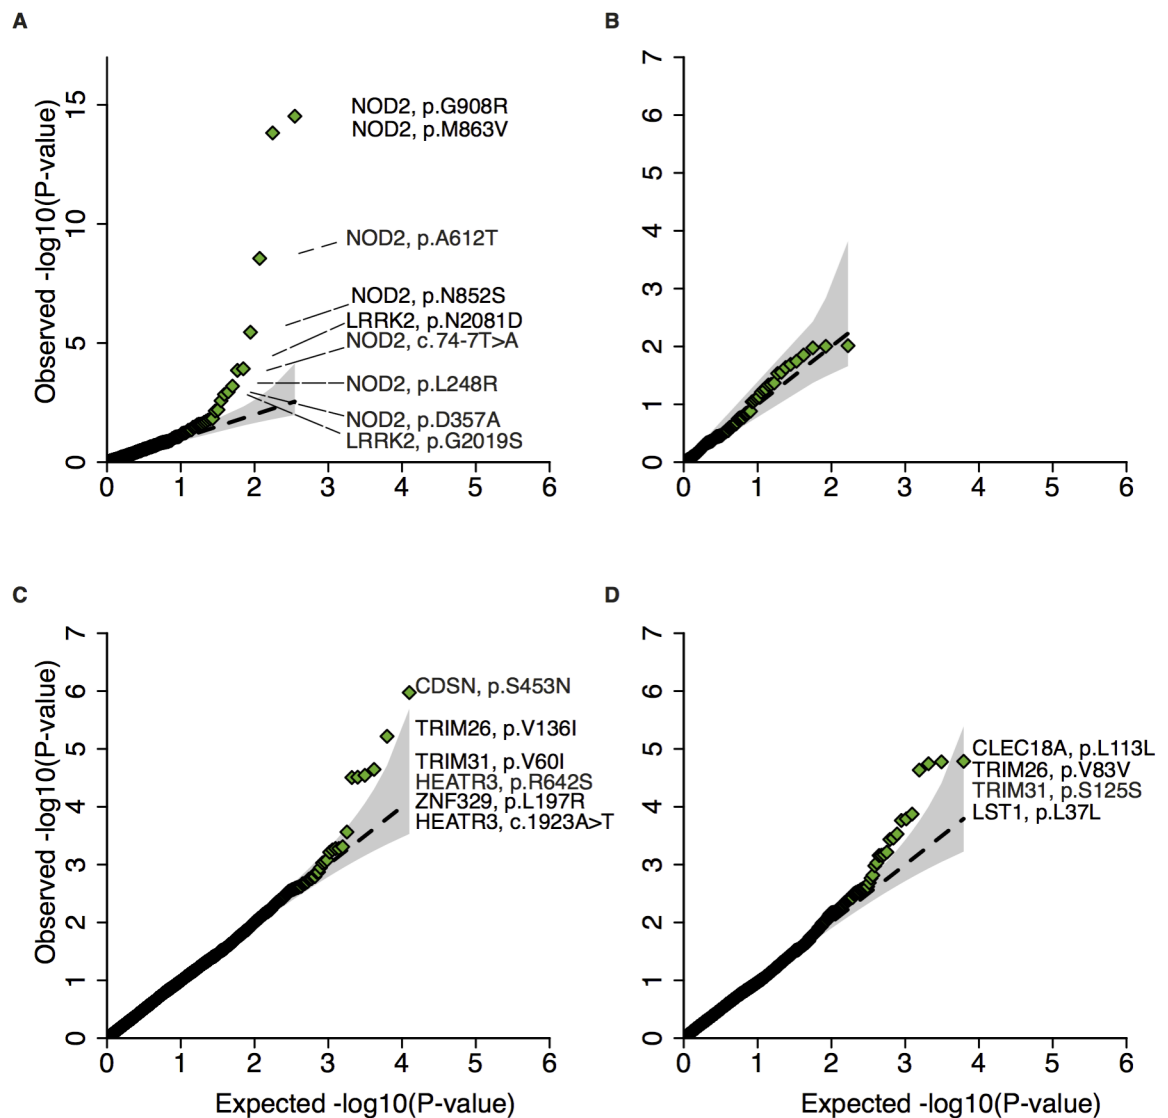 A
Observed -log10(P-value)
15
10
5
0
NOD2, p.G908R
NOD2, p.M863V
NOD2, p.A612T
NOD2, p.N852S
LRRK2, p.N2081D
NOD2, c.74-7T>A
NOD2, p.L248R
NOD2, p.D357A
LRRK2, p.G2019S
0 1 2 3 4 5 6
B
7
6
5
4
3
2
1
0
0 1 2 3 4 5 6
C
Observed -log10(P-value)
7
6
5
4
3
2
1
0
CDSN, p.S453N
TRIM26, p.V136I
TRIM31, p.V60I
HEATR3, p.R642S
ZNF329, p.L197R
HEATR3, c.1923A>T
0 1 2 3 4 5 6
Expected -log10(P-value)
D
7
6
5
4
3
2
1
0
CLEC18A, p.L113L
TRIM26, p.V83V
TRIM31, p.S125S
LST1, p.L37L
0 1 2 3 4 5 6
Expected -log10(P-value)